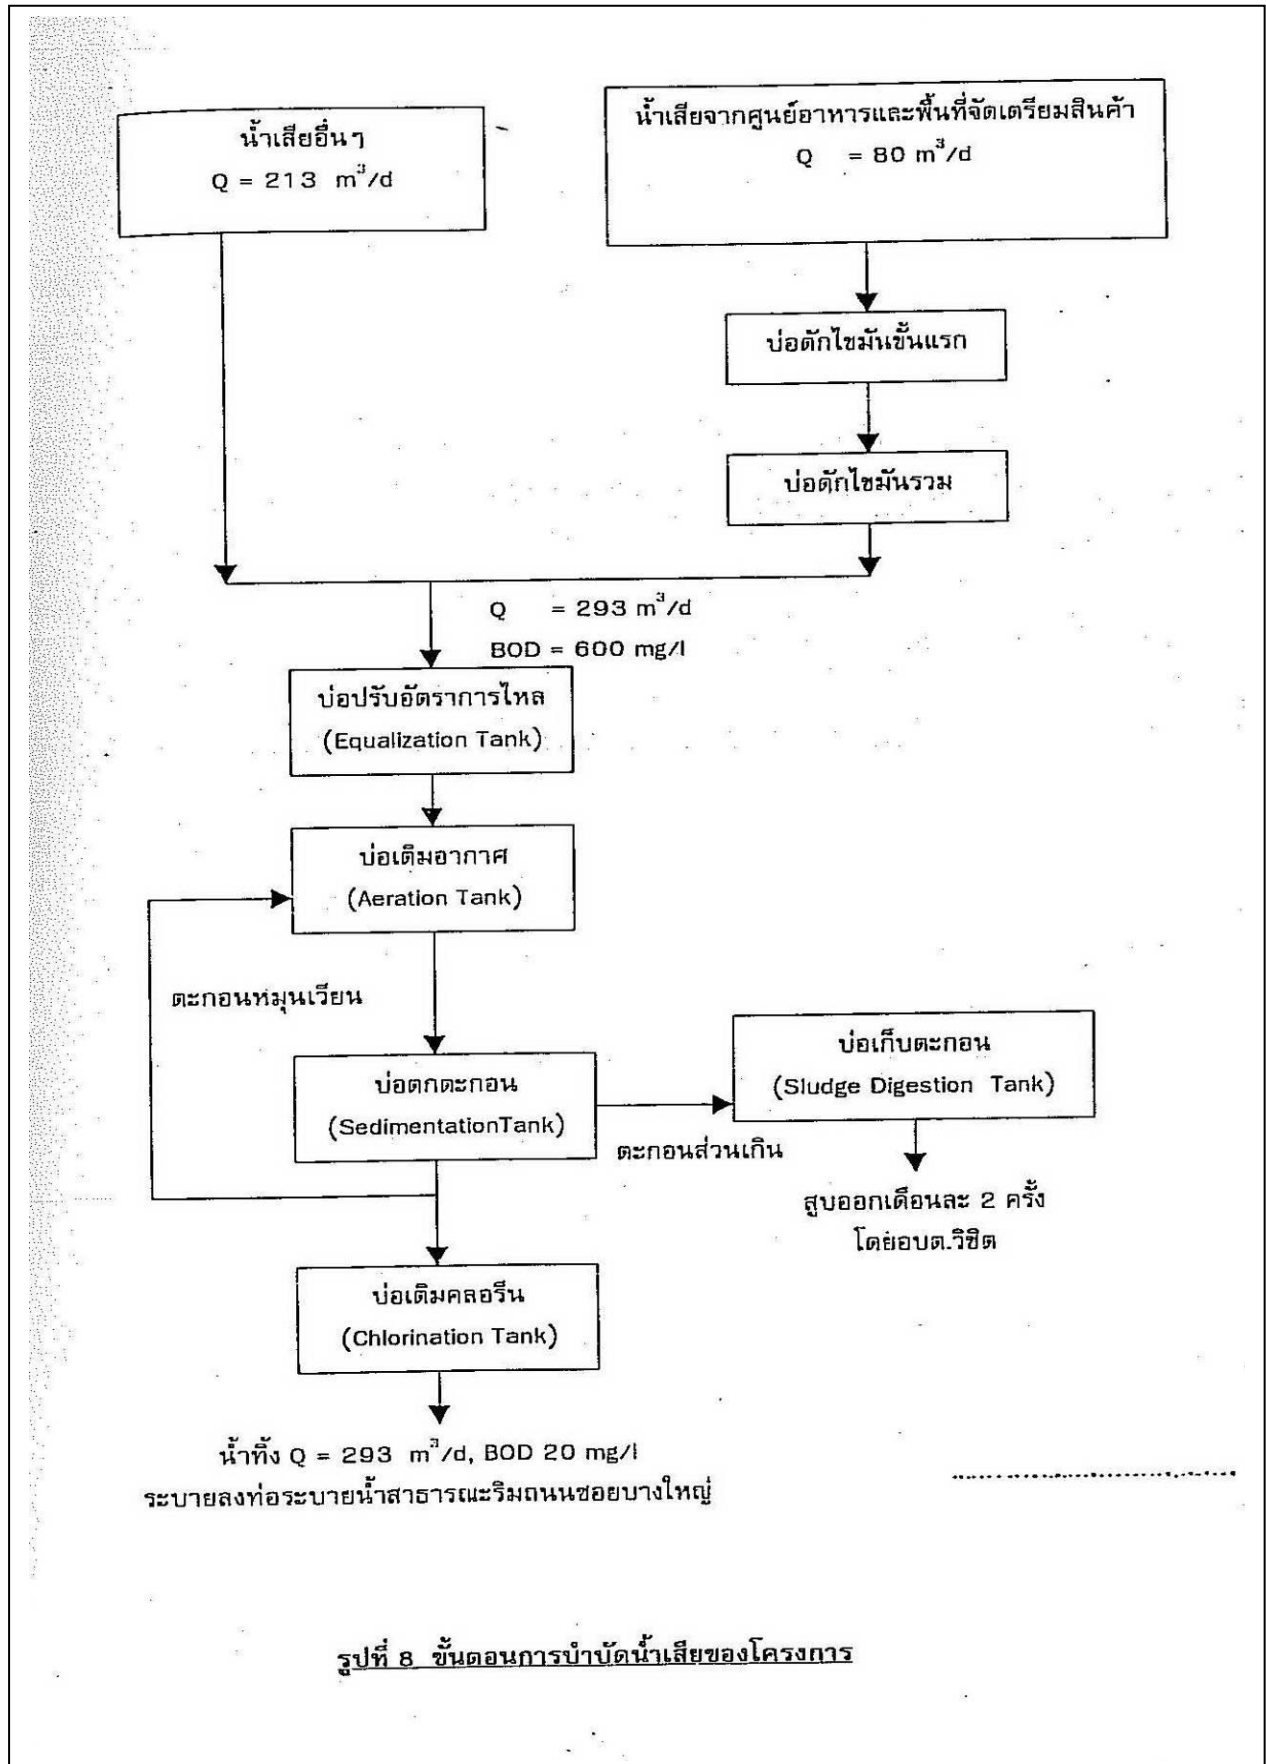 น้ำเสียอื่นๆ
Q = 213 m³/d
น้ำเสียจากศูนย์อาหารและพื้นที่จัดเตรียมสินค้า
Q = 80 m³/d
บ่อดักไขมันขั้นแรก
บ่อดักไขมันรวม
Q = 293 m³/d
BOD = 600 mg/l
บ่อปรับอัตราการไหล
(Equalization Tank)
บ่อเติมอากาศ
(Aeration Tank)
ตะกอนหมุนเวียน
บ่อตกตะกอน
(SedimentationTank)
ตะกอนส่วนเกิน
บ่อเก็บตะกอน
(Sludge Digestion Tank)
สูบออกเดือนละ 2 ครั้ง
โดยอบต.วิชิต
บ่อเติมคลอรีน
(Chlorination Tank)
น้ำทิ้ง Q = 293 m³/d, BOD 20 mg/l
ระบายลงท่อระบายน้ำสาธารณะริมถนนซอยบางใหญ่
รูปที่ 8 ขั้นตอนการบำบัดน้ำเสียของโครงการ